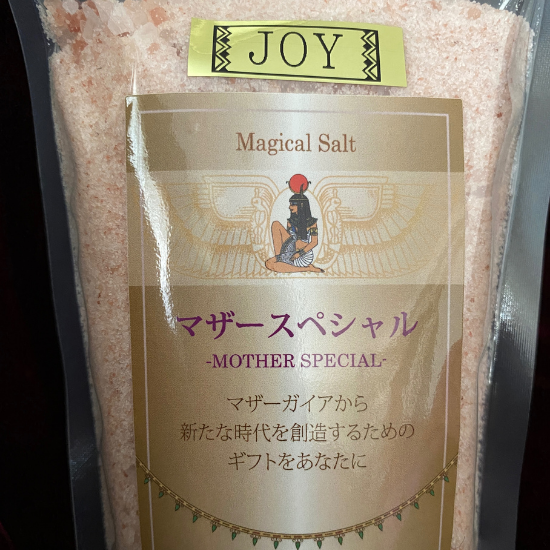 JOY
Magical Salt
マザースペシャル
-MOTHER SPECIAL-
マザーガイアから
新たな時代を創造するための
ギフトをあなたに